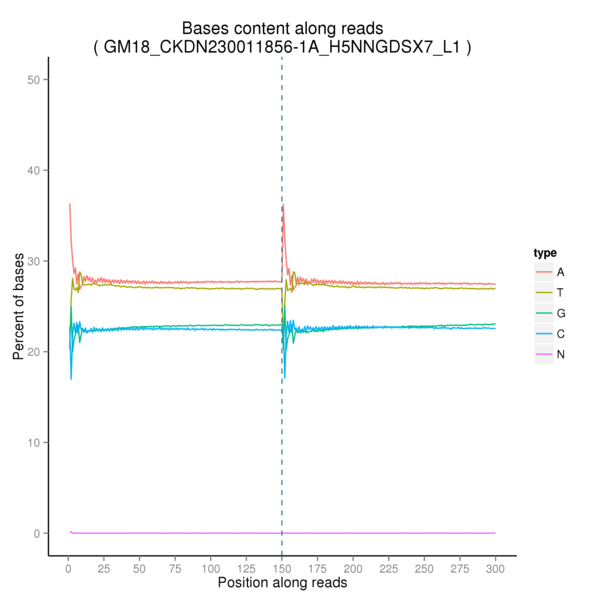 Bases content along reads
( GM18_CKDN230011856-1A_H5NNGDSX7_L1 )
Percent of bases
50
40
30
20
10
0
0 25 50 75 100 125 150 175 200 225 250 275 300
Position along reads
type
A
T
G
C
N